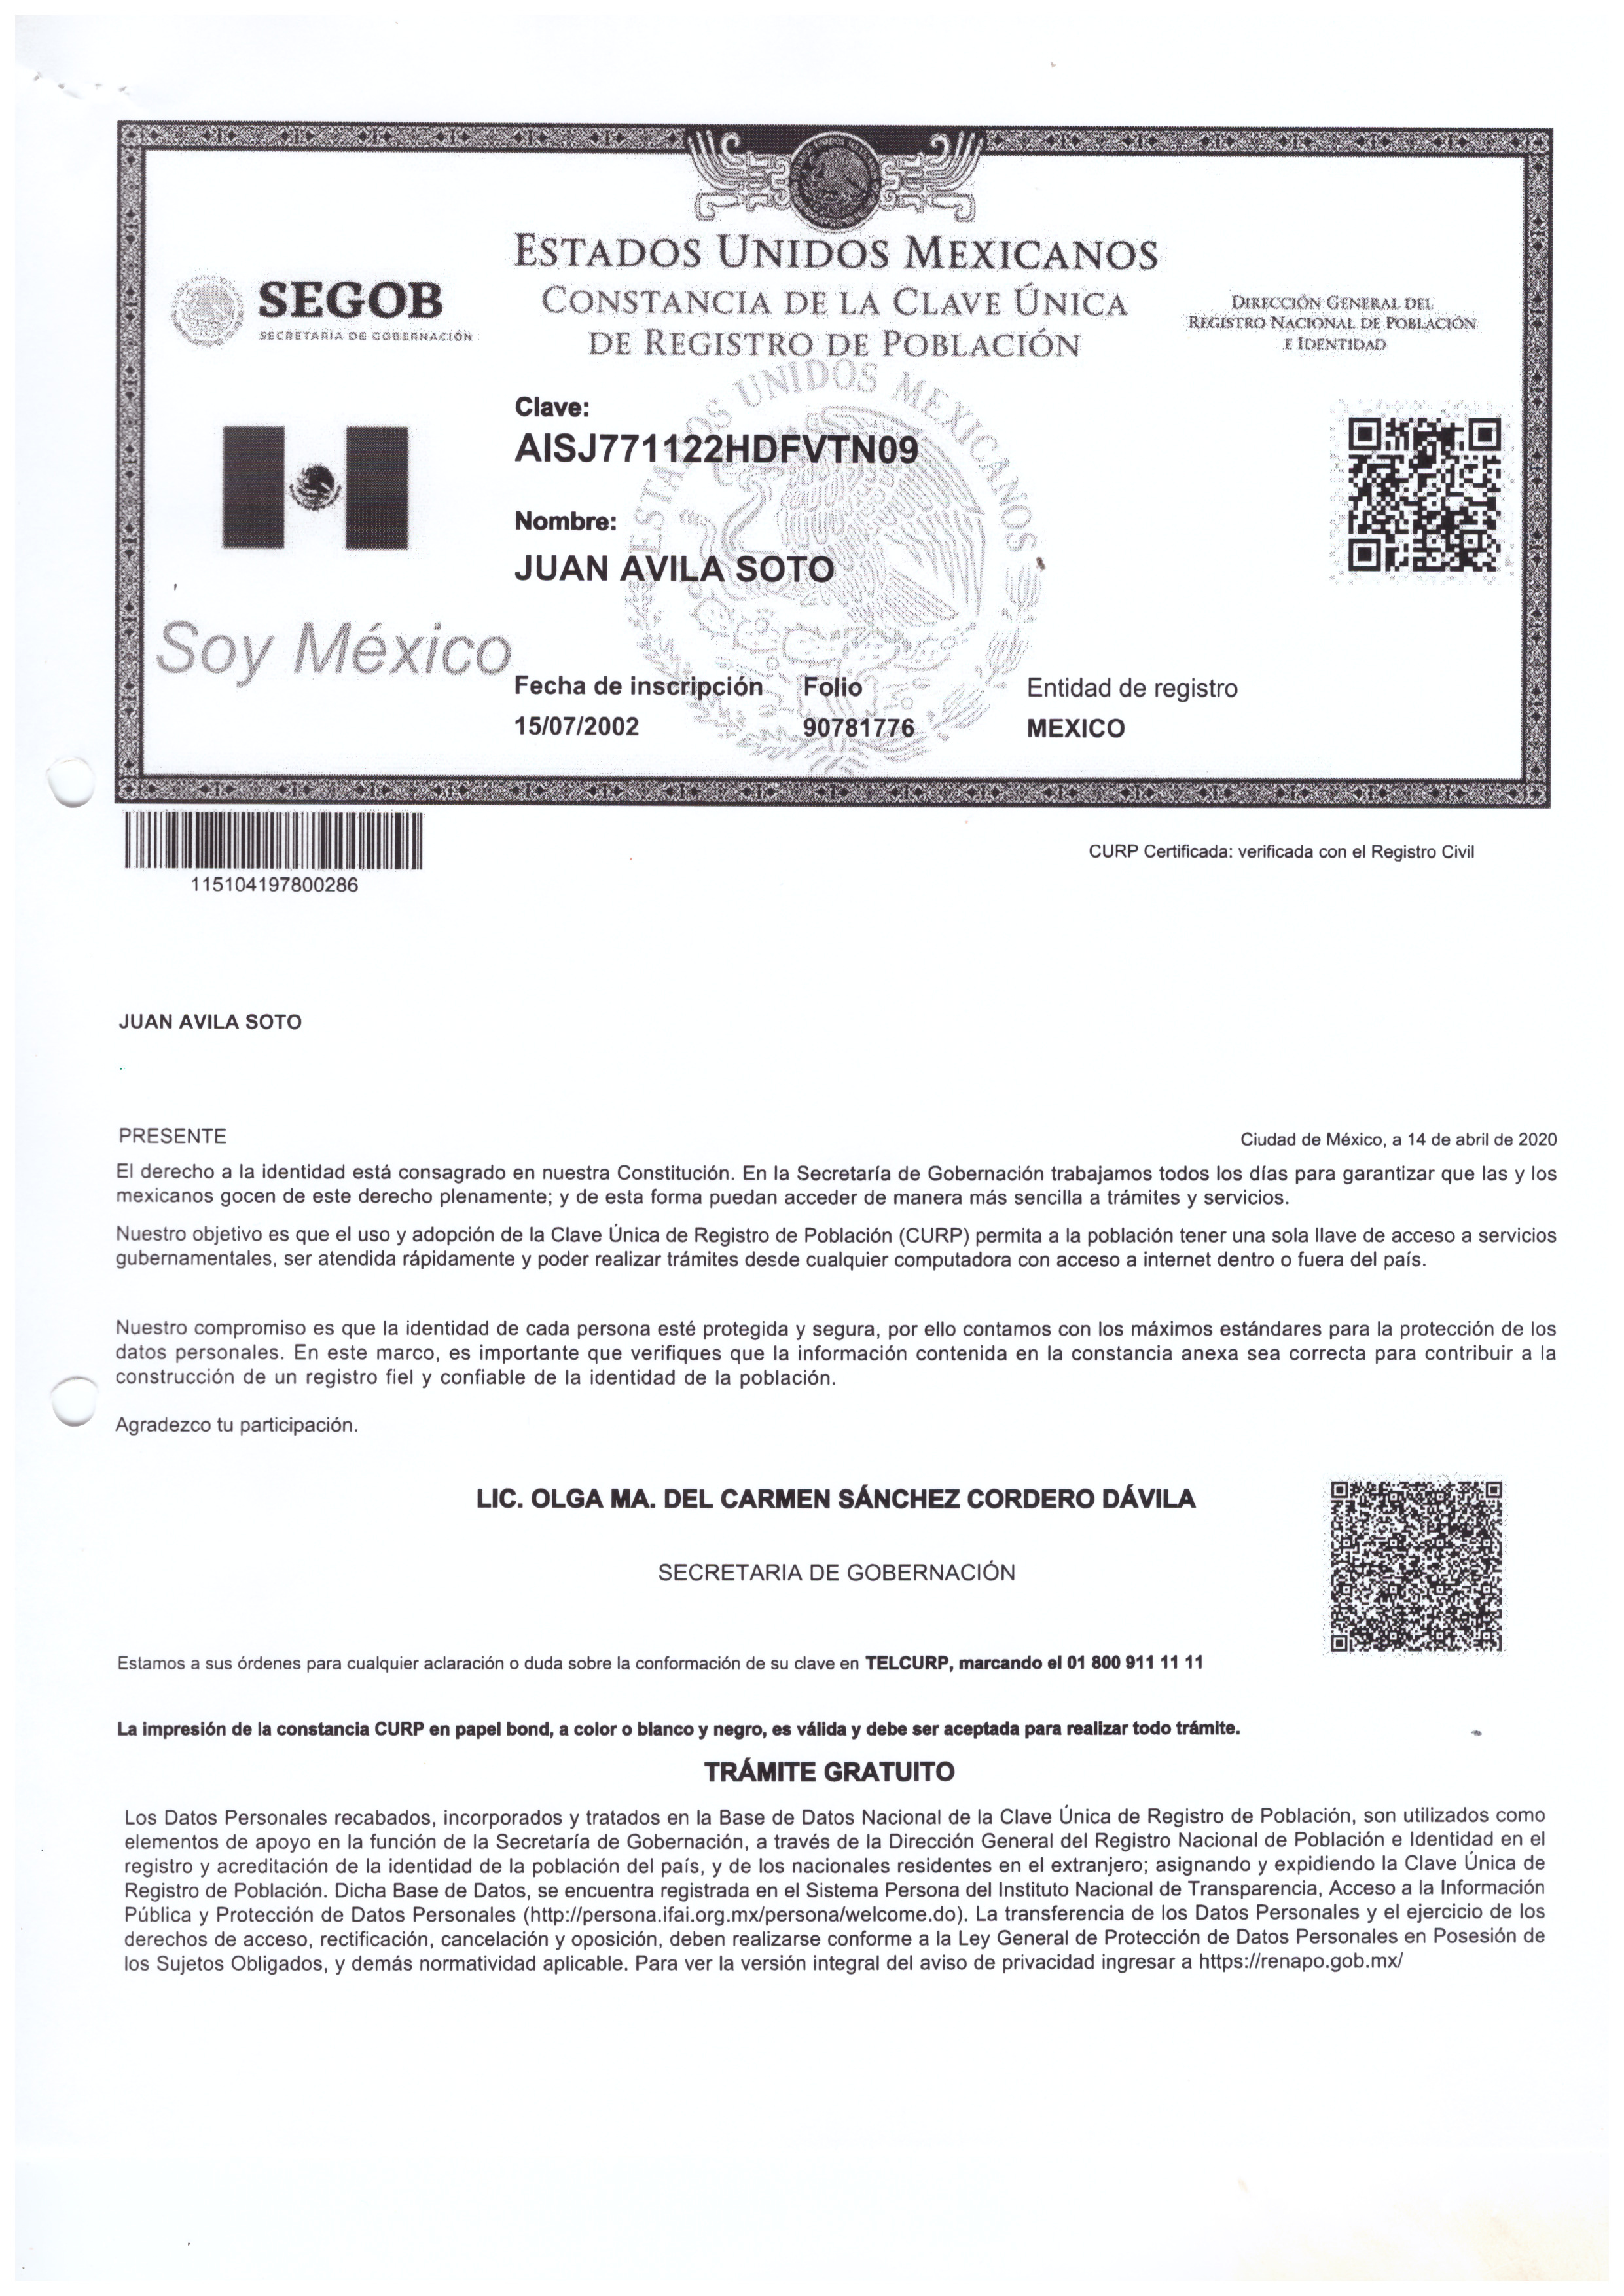 ESTADOS UNIDOS MEXICANOS
CONSTANCIA DE LA CLAVE ÚNICA
DE REGISTRO DE POBLACIÓN
SEGOB
SECRETARÍA DE GOBERNACIÓN
DIRECCIÓN GENERAL DEL
REGISTRO NACIONAL DE POBLACIÓN
E IDENTIDAD
ESTADOS UNIDOS MEXICANOS
Clave:
AISJ771122HDFVTN09
Nombre:
JUAN AVILA SOTO
Soy México
Fecha de inscripción Folio Entidad de registro
15/07/2002 90781776 MEXICO
115104197800286
CURP Certificada: verificada con el Registro Civil
JUAN AVILA SOTO
PRESENTE
Ciudad de México, a 14 de abril de 2020
El derecho a la identidad está consagrado en nuestra Constitución. En la Secretaría de Gobernación trabajamos todos los días para garantizar que las y los
mexicanos gocen de este derecho plenamente; y de esta forma puedan acceder de manera más sencilla a trámites y servicios.
Nuestro objetivo es que el uso y adopción de la Clave Única de Registro de Población (CURP) permita a la población tener una sola llave de acceso a servicios
gubernamentales, ser atendida rápidamente y poder realizar trámites desde cualquier computadora con acceso a internet dentro o fuera del país.
Nuestro compromiso es que la identidad de cada persona esté protegida y segura, por ello contamos con los máximos estándares para la protección de los
datos personales. En este marco, es importante que verifiques que la información contenida en la constancia anexa sea correcta para contribuir a la
construcción de un registro fiel y confiable de la identidad de la población.
Agradezco tu participación.
LIC. OLGA MA. DEL CARMEN SÁNCHEZ CORDERO DÁVILA
SECRETARIA DE GOBERNACIÓN
Estamos a sus órdenes para cualquier aclaración o duda sobre la conformación de su clave en TELCURP, marcando el 01 800 911 11 11
La impresión de la constancia CURP en papel bond, a color o blanco y negro, es válida y debe ser aceptada para realizar todo trámite.
TRÁMITE GRATUITO
Los Datos Personales recabados, incorporados y tratados en la Base de Datos Nacional de la Clave Única de Registro de Población, son utilizados como
elementos de apoyo en la función de la Secretaría de Gobernación, a través de la Dirección General del Registro Nacional de Población e Identidad en el
registro y acreditación de la identidad de la población del país, y de los nacionales residentes en el extranjero; asignando y expidiendo la Clave Única de
Registro de Población. Dicha Base de Datos, se encuentra registrada en el Sistema Persona del Instituto Nacional de Transparencia, Acceso a la Información
Pública y Protección de Datos Personales (http://persona.ifai.org.mx/persona/welcome.do). La transferencia de los Datos Personales y el ejercicio de los
derechos de acceso, rectificación, cancelación y oposición, deben realizarse conforme a la Ley General de Protección de Datos Personales en Posesión de
los Sujetos Obligados, y demás normatividad aplicable. Para ver la versión integral del aviso de privacidad ingresar a https://renapo.gob.mx/